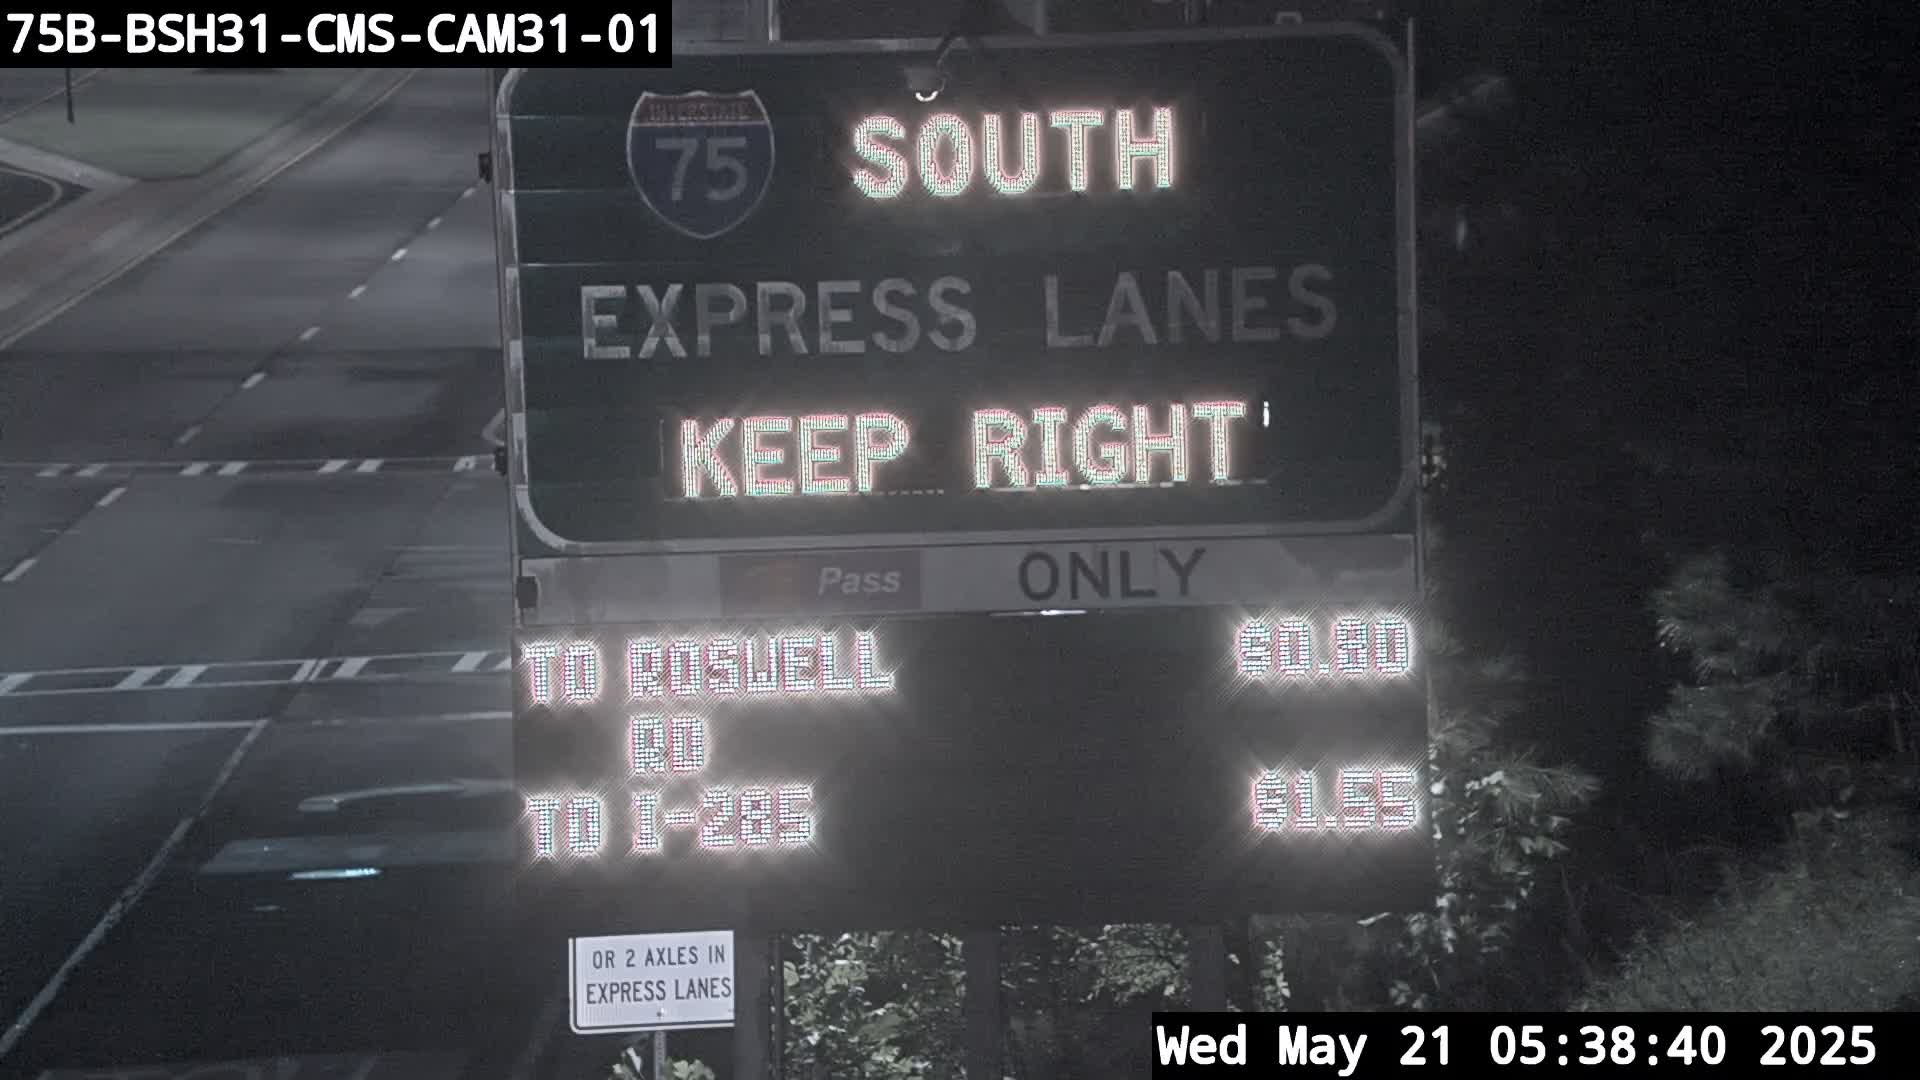 75B-BSH31-CMS-CAM31-01
INTERSTATE
75
SOUTH
EXPRESS LANES
KEEP RIGHT
Pass ONLY
TO ROSWELL $0.80
RD
TO I-285 $1.55
OR 2 AXLES IN
EXPRESS LANES
Wed May 21 05:38:40 2025